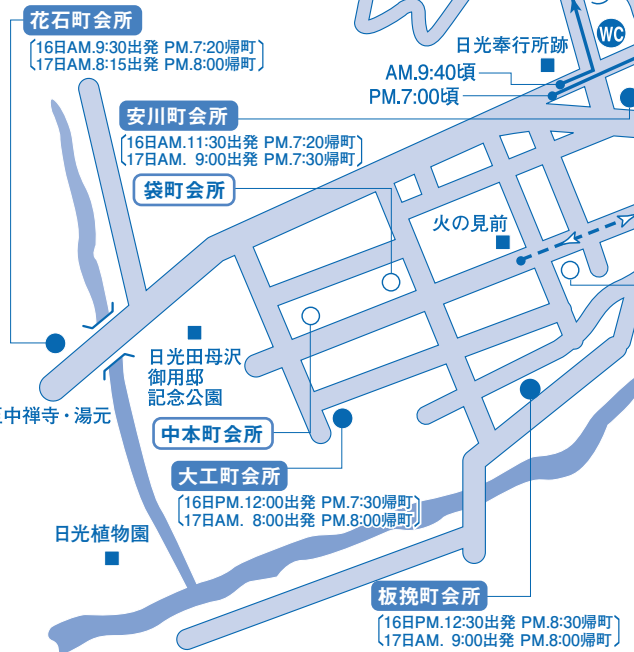 花石町会所
16日AM.9:30出発 PM.7:20帰町
17日AM.8:15出発 PM.8:00帰町
日光奉行所跡
WC
AM.9:40頃
PM.7:00頃
安川町会所
16日AM.11:30出発 PM.7:20帰町
17日AM. 9:00出発 PM.7:30帰町
袋町会所
火の見前
日光田母沢
御用邸
記念公園
中禅寺・湯元
中本町会所
大工町会所
16日PM.12:00出発 PM.7:30帰町
17日AM. 8:00出発 PM.8:00帰町
日光植物園
板挽町会所
16日PM.12:30出発 PM.8:30帰町
17日AM. 9:00出発 PM.8:00帰町